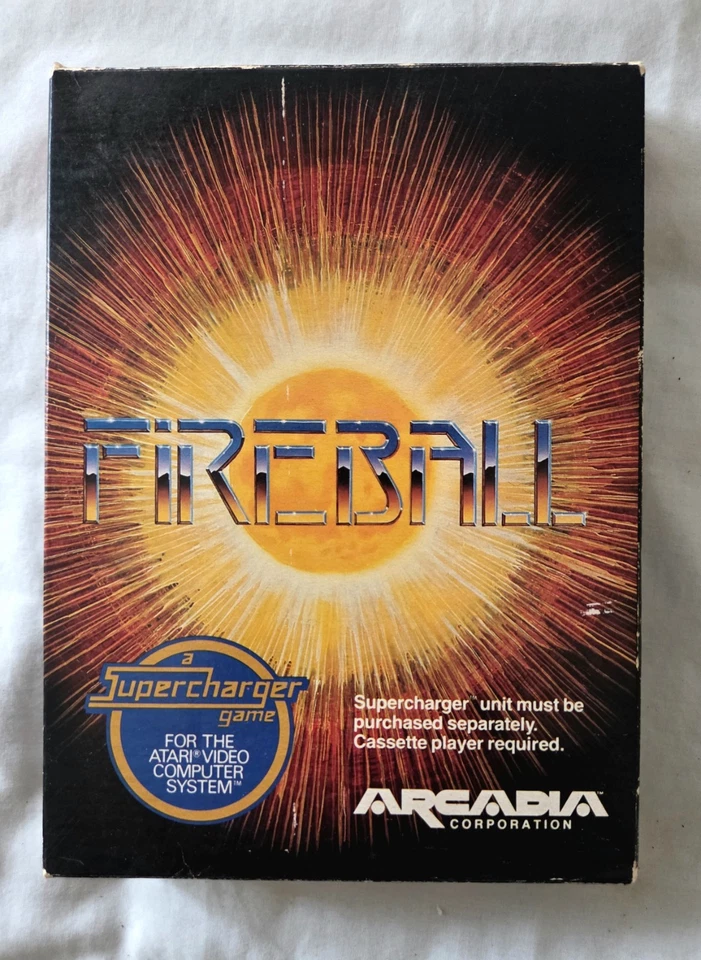 FIREBALL
a
Supercharger
game
FOR THE
ATARI® VIDEO
COMPUTER
SYSTEM™
Supercharger™ unit must be
purchased separately.
Cassette player required.
ARCADIA™
CORPORATION